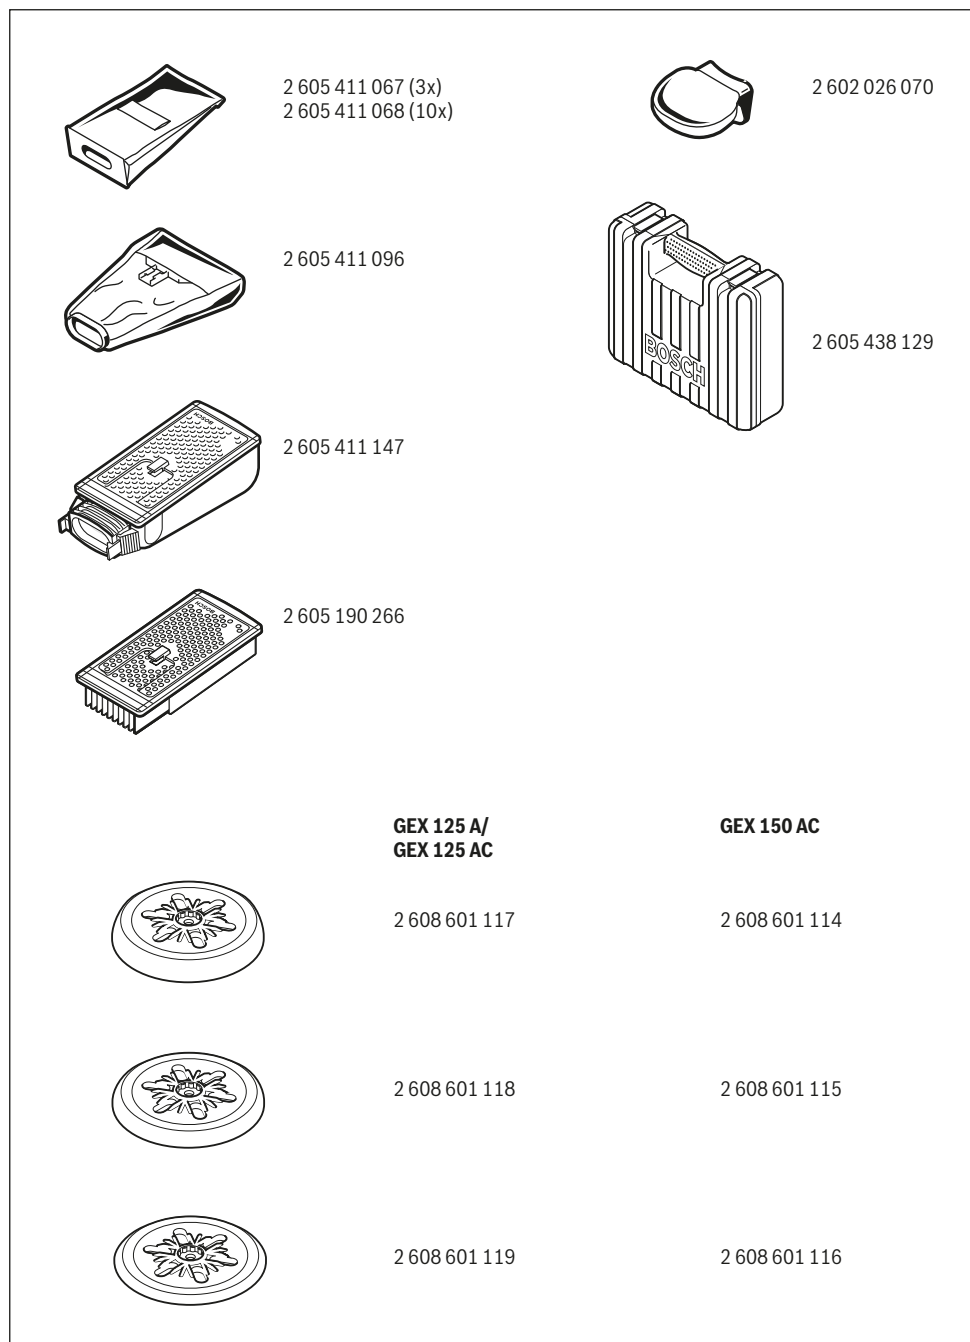 2 605 411 067 (3x)
2 605 411 068 (10x)
2 602 026 070
2 605 411 096
BOSCH
2 605 438 129
BOSCH
2 605 411 147
BOSCH
2 605 190 266
GEX 125 A/
GEX 125 AC
GEX 150 AC
2 608 601 117
2 608 601 114
2 608 601 118
2 608 601 115
2 608 601 119
2 608 601 116